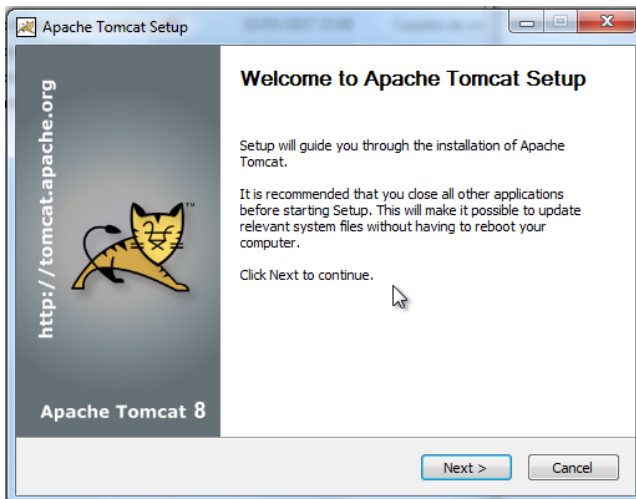 Apache Tomcat Setup
http://tomcat.apache.org
TM
Apache Tomcat 8
Welcome to Apache Tomcat Setup
Setup will guide you through the installation of Apache
Tomcat.
It is recommended that you close all other applications
before starting Setup. This will make it possible to update
relevant system files without having to reboot your
computer.
Click Next to continue.
Next >
Cancel